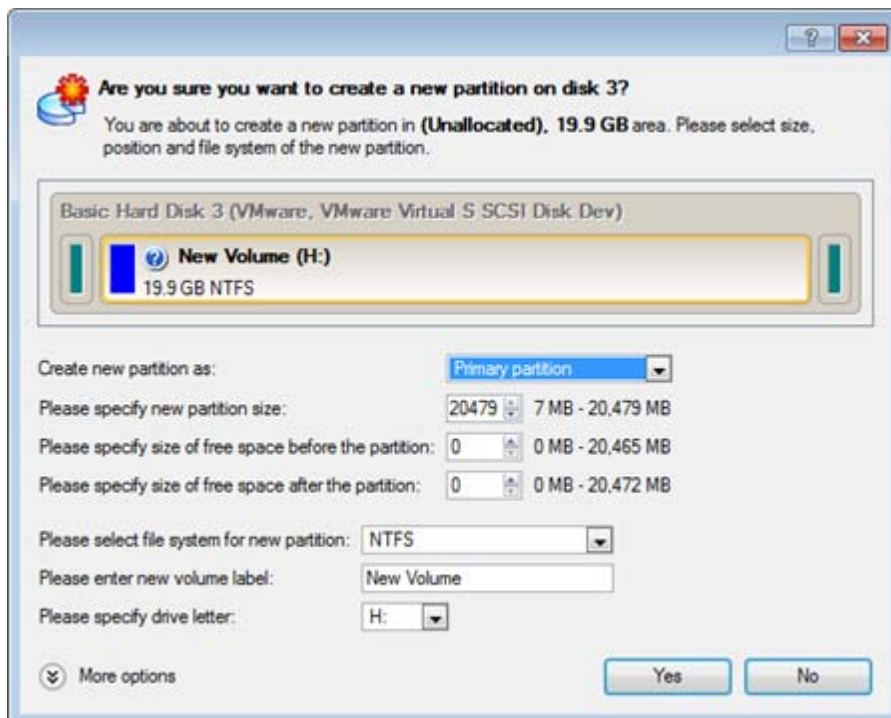 Are you sure you want to create a new partition on disk 3?
You are about to create a new partition in (Unallocated), 19.9 GB area. Please select size,
position and file system of the new partition.
Basic Hard Disk 3 (VMware, VMware Virtual S SCSI Disk Dev)
New Volume (H:)
19.9 GB NTFS
Create new partition as: Primary partition
Please specify new partition size: 20479 7 MB - 20,479 MB
Please specify size of free space before the partition: 0 0 MB - 20,465 MB
Please specify size of free space after the partition: 0 0 MB - 20,472 MB
Please select file system for new partition: NTFS
Please enter new volume label: New Volume
Please specify drive letter: H:
More options Yes No